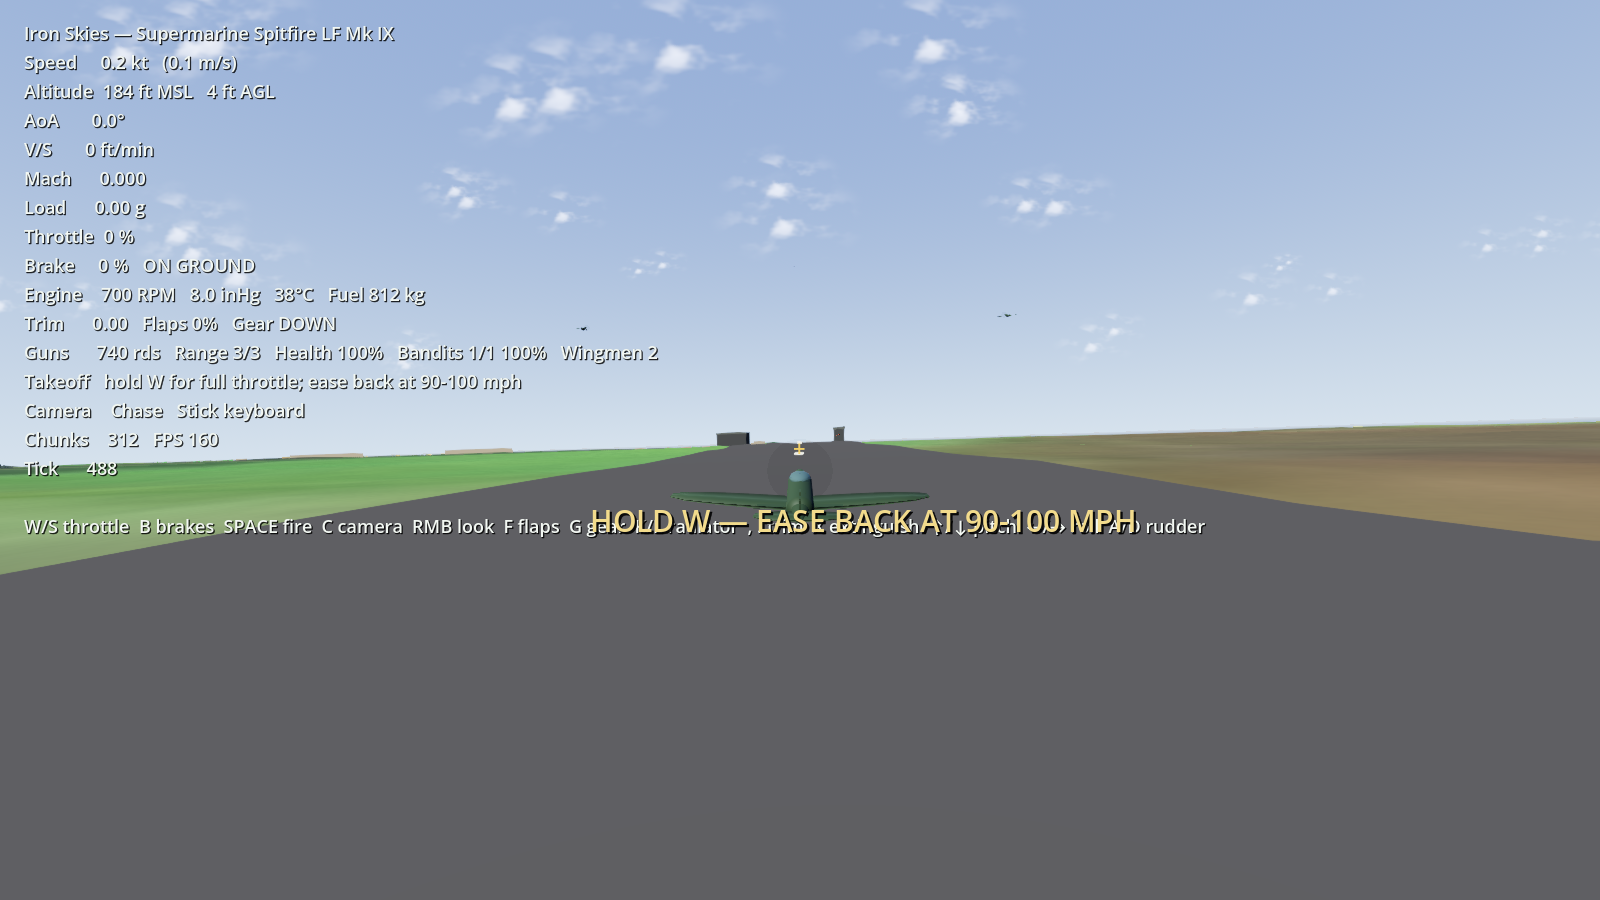 Iron Skies — Supermarine Spitfire LF Mk IX
Speed 0.2 kt (0.1 m/s)
Altitude 184 ft MSL 4 ft AGL
AoA 0.0°
V/S 0 ft/min
Mach 0.000
Load 0.00 g
Throttle 0 %
Brake 0 % ON GROUND
Engine 700 RPM 8.0 inHg 38°C Fuel 812 kg
Trim 0.00 Flaps 0% Gear DOWN
Guns 740 rds Range 3/3 Health 100% Bandits 1/1 100% Wingmen 2
Takeoff hold W for full throttle; ease back at 90-100 mph
Camera Chase Stick keyboard
Chunks 312 FPS 160
Tick 488
W/S throttle B brakes SPACE fire C camera RMB look F flaps G gear rudder
HOLD W — EASE BACK AT 90-100 MPH